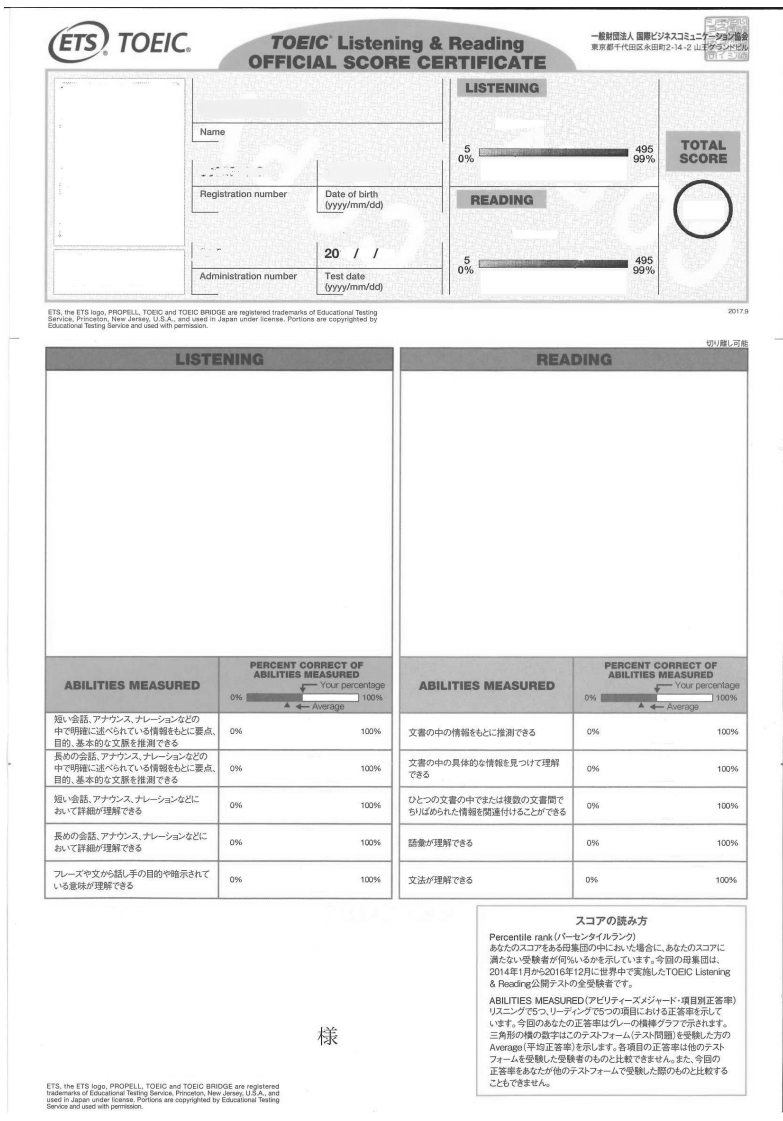 ETS® TOEIC®
TOEIC® Listening & Reading
OFFICIAL SCORE CERTIFICATE
一般財団法人 国際ビジネスコミュニケーション協会
東京都千代田区永田町2-14-2 山王グランドビル
Name
Registration number
Date of birth
(yyyy/mm/dd)
20 / /
Administration number
Test date
(yyyy/mm/dd)
LISTENING
5 495
0% 99%
READING
5 495
0% 99%
TOTAL
SCORE
ETS, the ETS logo, PROPELL, TOEIC and TOEIC BRIDGE are registered trademarks of Educational Testing
Service, Princeton, New Jersey, U.S.A., and used in Japan under license. Portions are copyrighted by
Educational Testing Service and used with permission.
2017.9
切り離し可能
LISTENING
ABILITIES MEASURED
PERCENT CORRECT OF
ABILITIES MEASURED
Your percentage
0% 100%
Average
短い会話、アナウンス、ナレーションなどの
中で明確に述べられている情報をもとに要点、
目的、基本的な文脈を推測できる
0% 100%
長めの会話、アナウンス、ナレーションなどの
中で明確に述べられている情報をもとに要点、
目的、基本的な文脈を推測できる
0% 100%
短い会話、アナウンス、ナレーションなどに
おいて詳細が理解できる
0% 100%
長めの会話、アナウンス、ナレーションなどに
おいて詳細が理解できる
0% 100%
フレーズや文から話し手の目的や暗示されて
いる意味が理解できる
0% 100%
READING
ABILITIES MEASURED
PERCENT CORRECT OF
ABILITIES MEASURED
Your percentage
0% 100%
Average
文書の中の情報をもとに推測できる
0% 100%
文書の中の具体的な情報を見つけて理解
できる
0% 100%
ひとつの文書の中でまたは複数の文書間で
ちりばめられた情報を関連付けることができる
0% 100%
語彙が理解できる
0% 100%
文法が理解できる
0% 100%
様
スコアの読み方
Percentile rank(パーセンタイルランク)
あなたのスコアをある母集団の中においた場合に、あなたのスコアに
満たない受験者が何%いるかを示しています。今回の母集団は、
2014年1月から2016年12月に世界中で実施したTOEIC Listening
& Reading公開テストの全受験者です。
ABILITIES MEASURED(アビリティーズメジャード・項目別正答率)
リスニングで5つ、リーディングで5つの項目における正答率を示して
います。今回のあなたの正答率はグレーの横棒グラフで示されます。
三角形の横の数字はこのテストフォーム(テスト問題)を受験した方の
Average(平均正答率)を示します。各項目の正答率は他のテスト
フォームを受験した受験者のものと比較できません。また、今回の
正答率をあなたが他のテストフォームで受験した際のものと比較する
こともできません。
ETS, the ETS logo, PROPELL, TOEIC and TOEIC BRIDGE are registered
trademarks of Educational Testing Service, Princeton, New Jersey, U.S.A., and
used in Japan under license. Portions are copyrighted by Educational Testing
Service and used with permission.